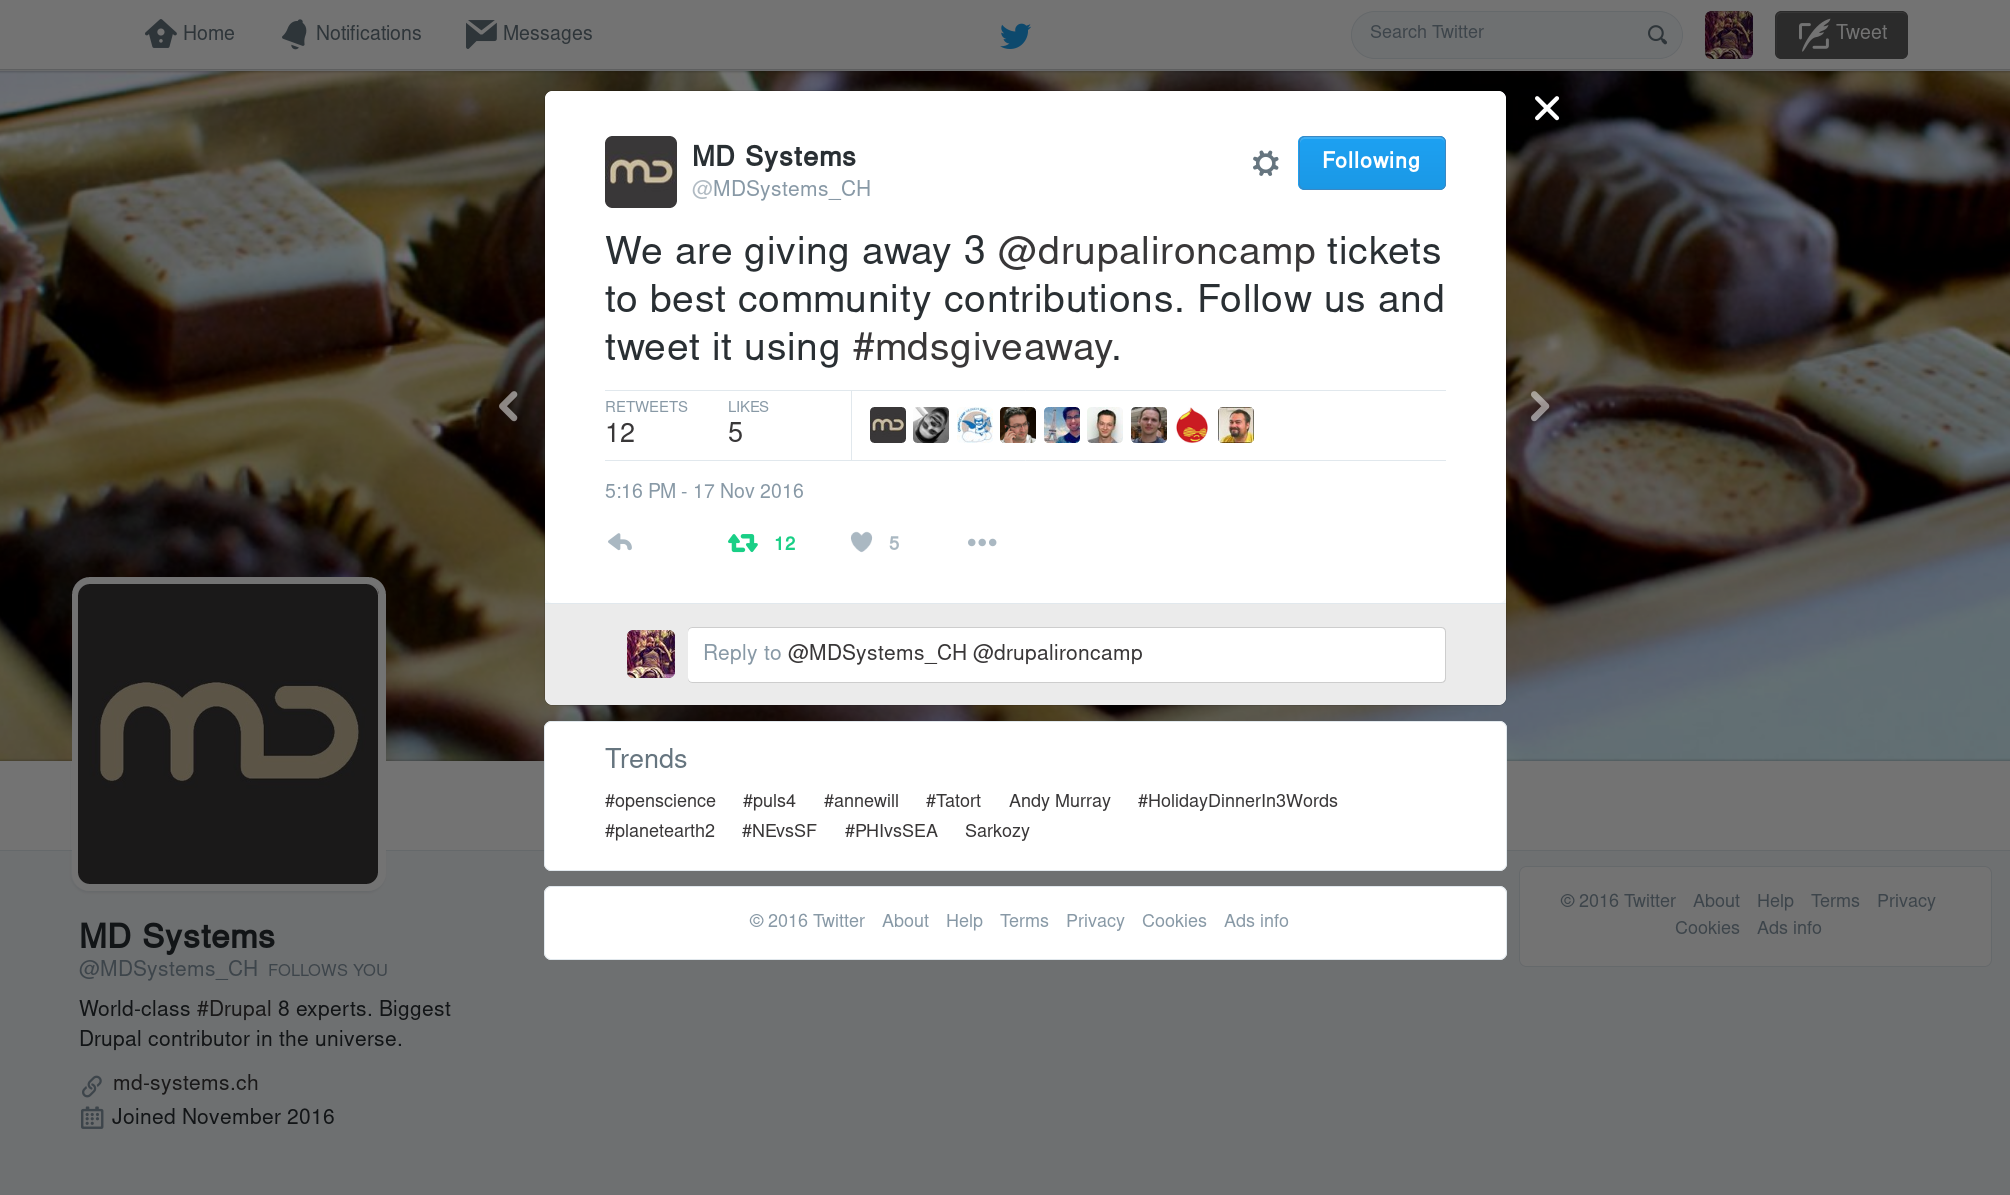 Home Notifications Messages Search Twitter Tweet
MD Systems
@MDSystems_CH
Following
We are giving away 3 @drupalironcamp tickets
to best community contributions. Follow us and
tweet it using #mdsgiveaway.
RETWEETS LIKES
12 5
5:16 PM - 17 Nov 2016
12 5
Reply to @MDSystems_CH @drupalironcamp
Trends
#openscience #puls4 #annewill #Tatort Andy Murray #HolidayDinnerIn3Words
#planetearth2 #NEvsSF #PHIvsSEA Sarkozy
© 2016 Twitter About Help Terms Privacy Cookies Ads info
md
MD Systems
@MDSystems_CH FOLLOWS YOU
World-class #Drupal 8 experts. Biggest
Drupal contributor in the universe.
md-systems.ch
Joined November 2016
© 2016 Twitter About Help Terms Privacy
Cookies Ads info